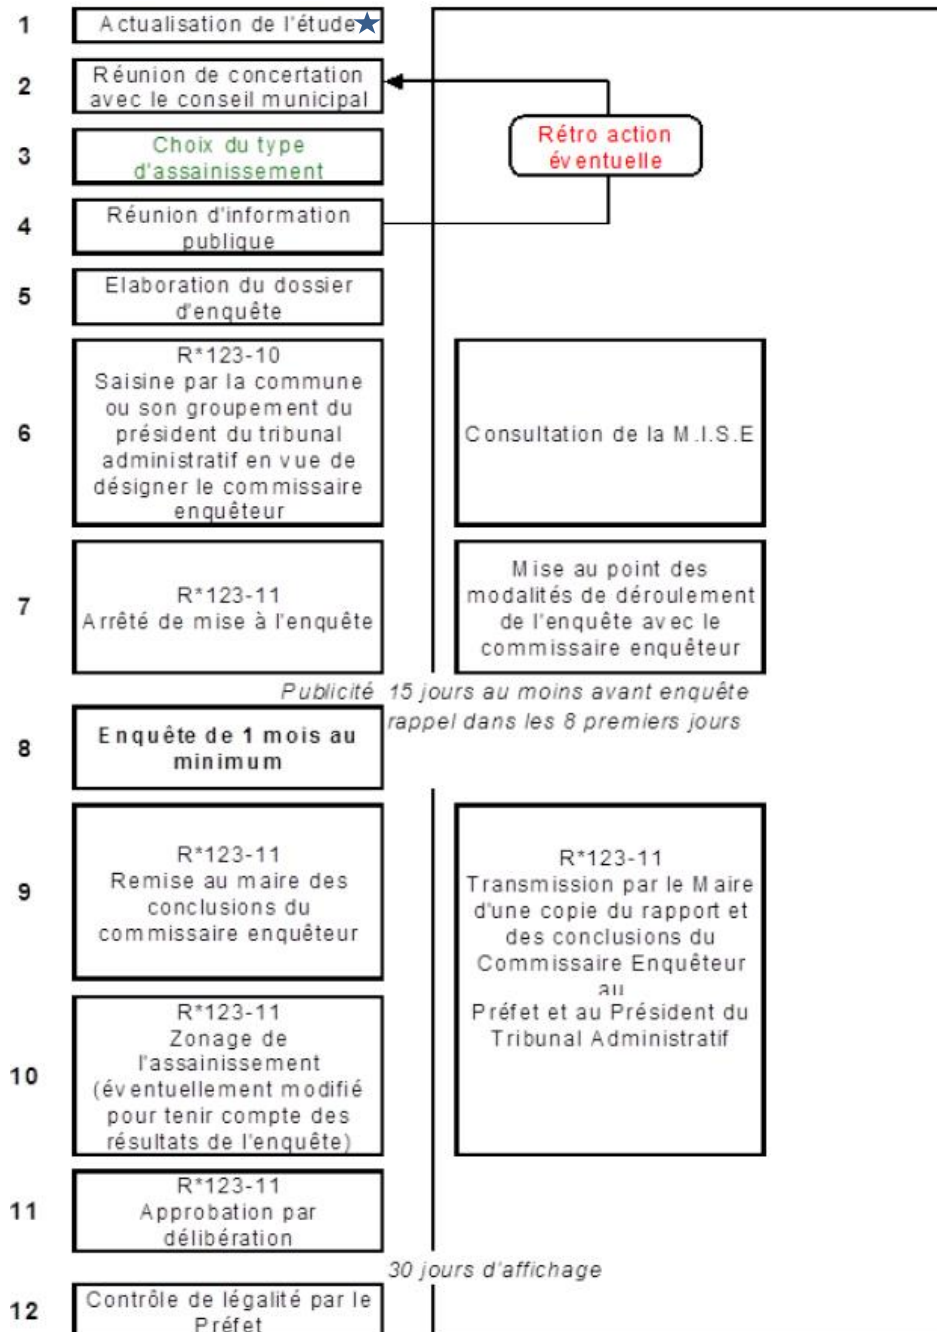 1
Actualisation de l'étude
2
Réunion de concertation
avec le conseil municipal
Rétro action
éventuelle
3
Choix du type
d'assainissement
4
Réunion d'information
publique
5
Elaboration du dossier
d'enquête
6
R*123-10
Saisine par la commune
ou son groupement du
président du tribunal
administratif en vue de
désigner le commissaire
enquêteur
Consultation de la M.I.S.E
7
R*123-11
Arrêté de mise à l'enquête
Mise au point des
modalités de déroulement
de l'enquête avec le
commissaire enquêteur
Publicité 15 jours au moins avant enquête
rappel dans les 8 premiers jours
8
Enquête de 1 mois au
minimum
9
R*123-11
Remise au maire des
conclusions du
commissaire enquêteur
R*123-11
Transmission par le Maire
d'une copie du rapport et
des conclusions du
Commissaire Enquêteur
au
Préfet et au Président du
Tribunal Administratif
10
R*123-11
Zonage de
l'assainissement
(éventuellement modifié
pour tenir compte des
résultats de l'enquête)
11
R*123-11
Approbation par
délibération
30 jours d'affichage
12
Contrôle de légalité par le
Préfet